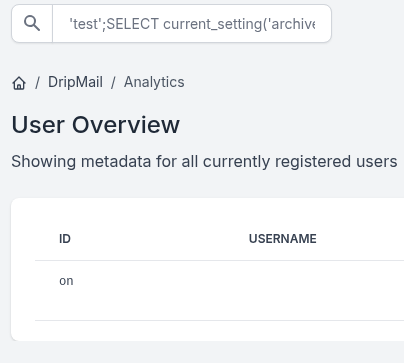 'test';SELECT current_setting('archive
/ DripMail / Analytics
User Overview
Showing metadata for all currently registered users
ID USERNAME
on